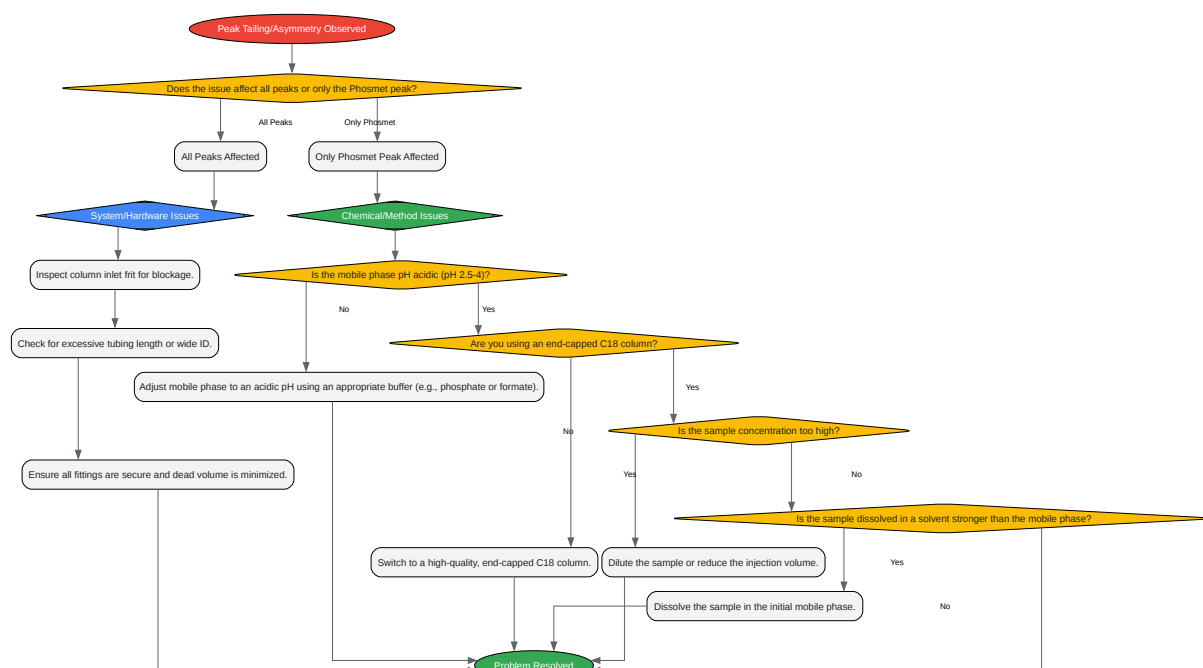 Peak Tailing/Asymmetry Observed
Does the issue affect all peaks or only the Phosmet peak?
All Peaks
Only Phosmet
All Peaks Affected
Only Phosmet Peak Affected
System/Hardware Issues
Chemical/Method Issues
Inspect column inlet frit for blockage.
Is the mobile phase pH acidic (pH 2.5-4)?
No
Yes
Check for excessive tubing length or wide ID.
Are you using an end-capped C18 column?
Adjust mobile phase to an acidic pH using an appropriate buffer (e.g., phosphate or formate).
Yes
No
Is the sample concentration too high?
Ensure all fittings are secure and dead volume is minimized.
Yes
No
Is the sample dissolved in a solvent stronger than the mobile phase?
Switch to a high-quality, end-capped C18 column.
Dilute the sample or reduce the injection volume.
Yes
Dissolve the sample in the initial mobile phase.
No
Problem Resolved